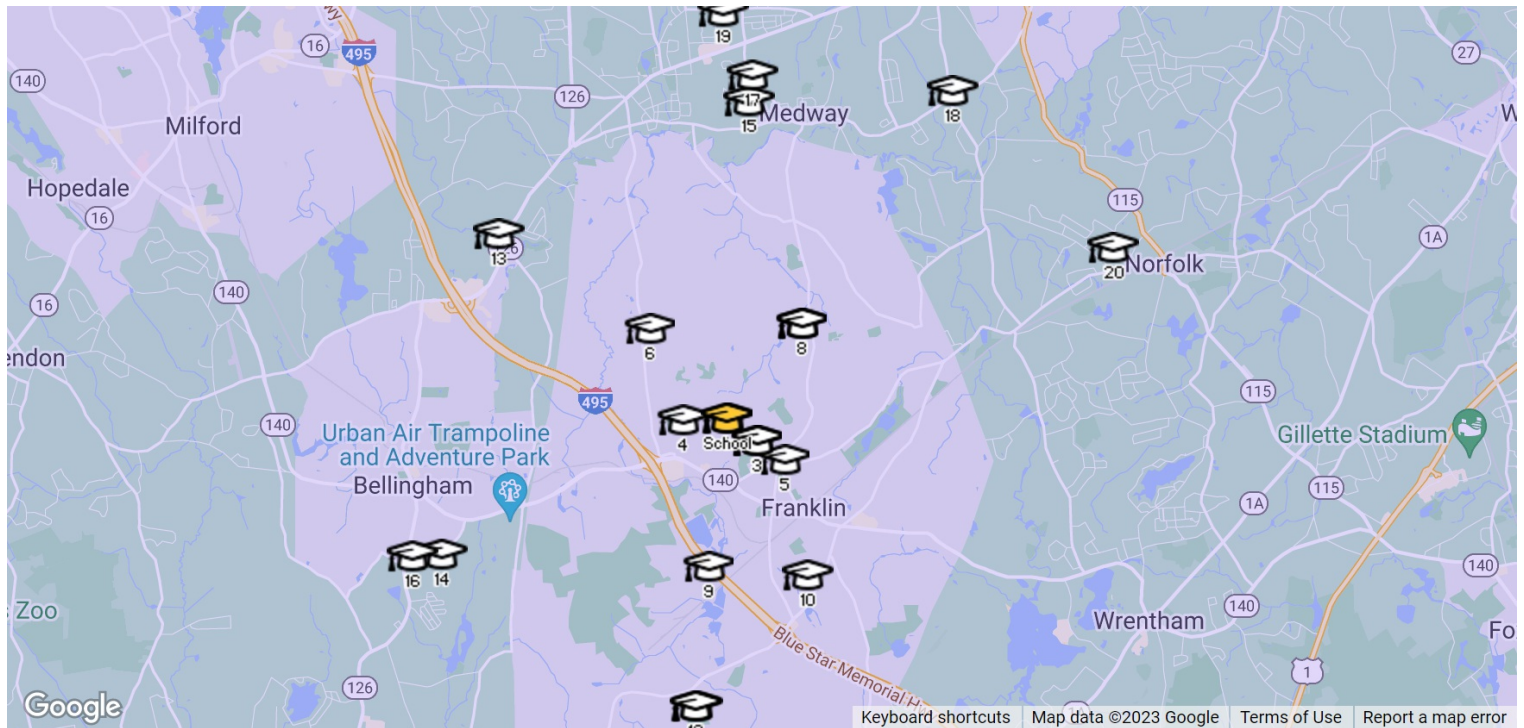 19
16
495
27
140
126
17
18
15
Medway
Milford
Hopedale
16
115
1A
13
20
Norfolk
140
16
6
8
endon
115
495
140
Urban Air Trampoline
and Adventure Park
Bellingham
4
School
3
5
140
Gillette Stadium
115
1A
Franklin
16
14
9
10
140
Zoo
140
Wrentham
Blue Star Memorial
Fo
126
1
Google
Keyboard shortcuts
Map data ©2023 Google
Terms of Use
Report a map error